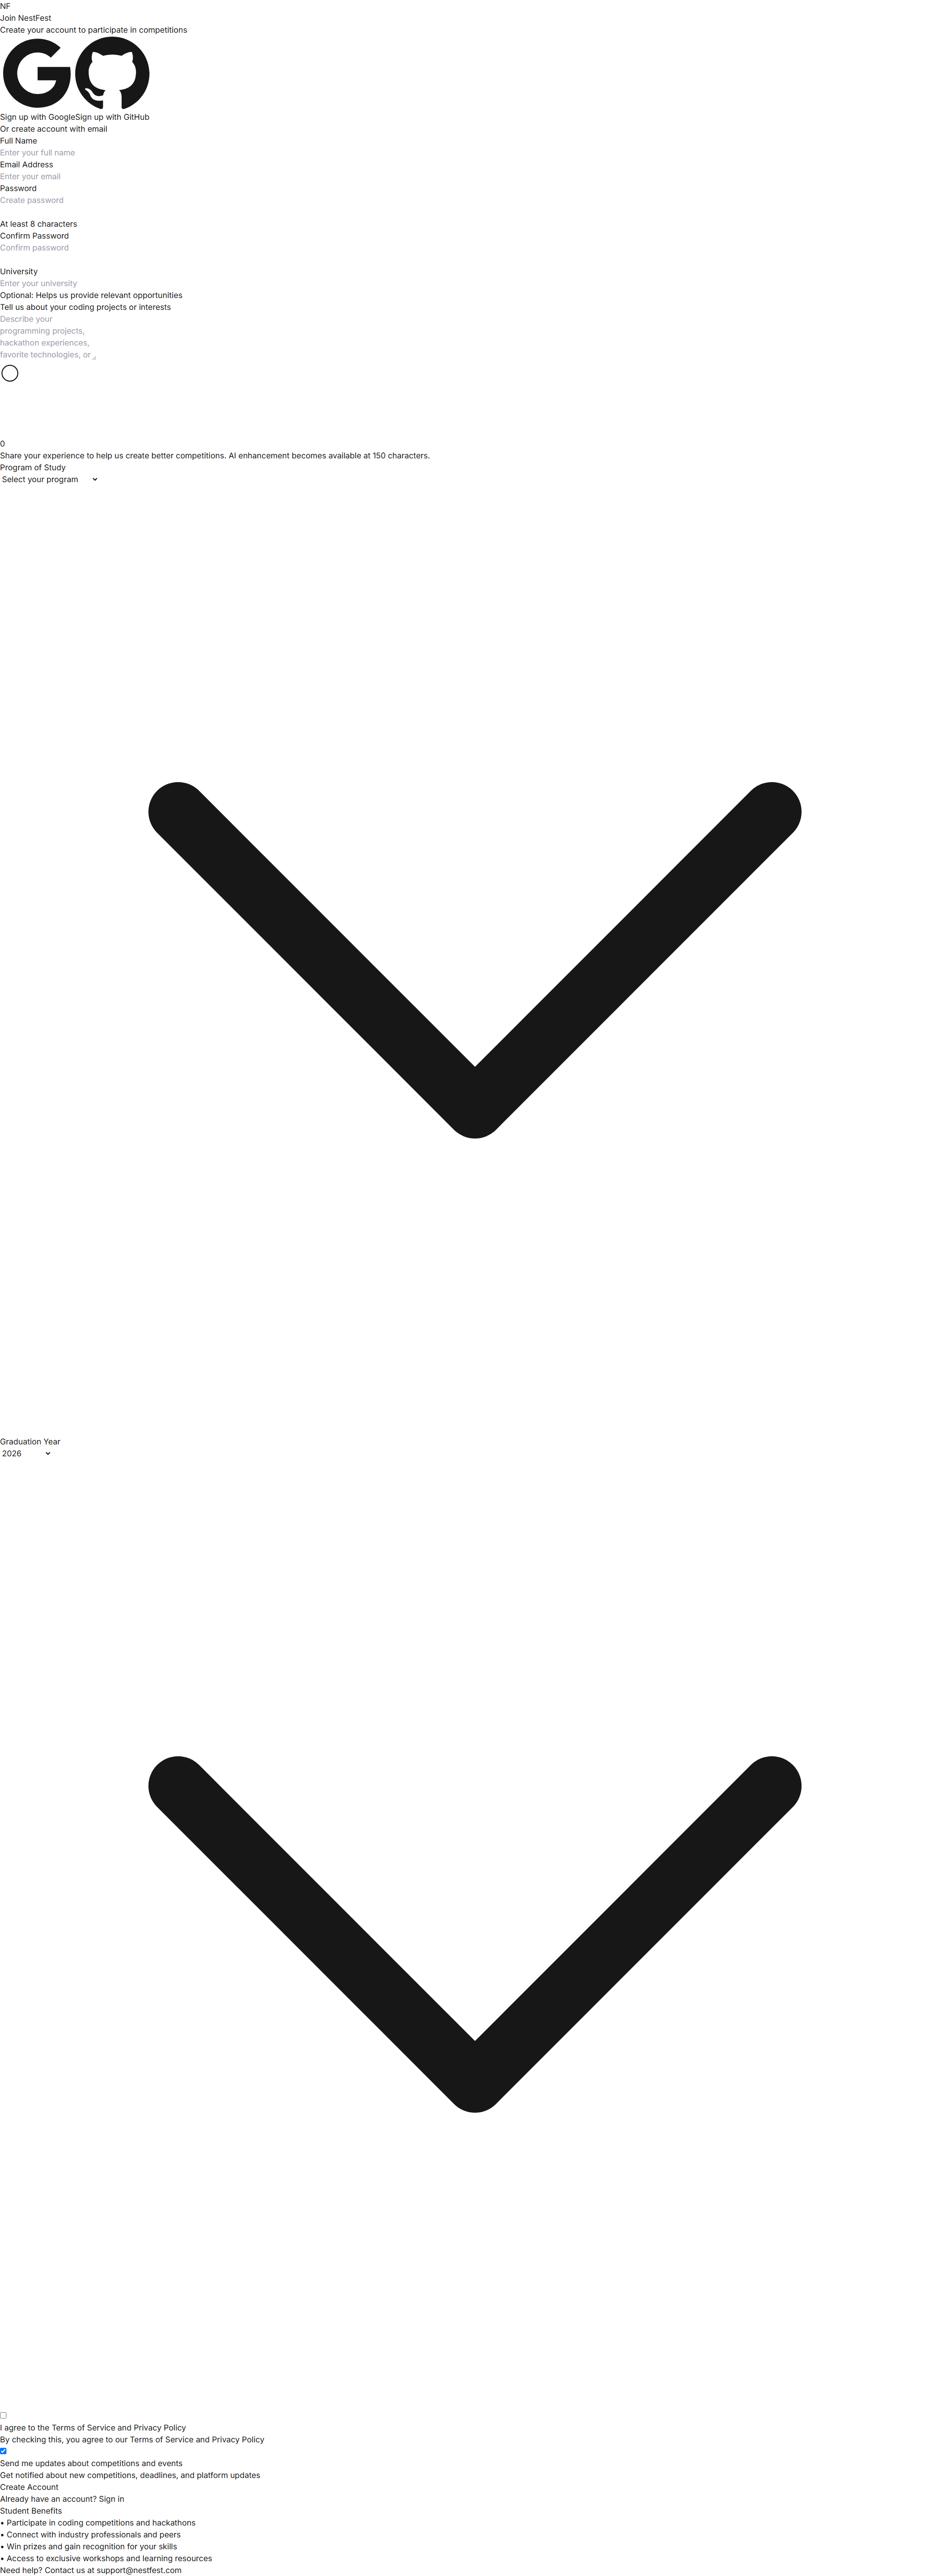 NF
Join NestFest
Create your account to participate in competitions
Sign up with GoogleSign up with GitHub
Or create account with email
Full Name
Enter your full name
Email Address
Enter your email
Password
Create password
At least 8 characters
Confirm Password
Confirm password
University
Enter your university
Optional: Helps us provide relevant opportunities
Tell us about your coding projects or interests
Describe your
programming projects,
hackathon experiences,
favorite technologies, or
0
Share your experience to help us create better competitions. AI enhancement becomes available at 150 characters.
Program of Study
Select your program
Graduation Year
2026
I agree to the Terms of Service and Privacy Policy
By checking this, you agree to our Terms of Service and Privacy Policy
Send me updates about competitions and events
Get notified about new competitions, deadlines, and platform updates
Create Account
Already have an account? Sign in
Student Benefits
• Participate in coding competitions and hackathons
• Connect with industry professionals and peers
• Win prizes and gain recognition for your skills
• Access to exclusive workshops and learning resources
Need help? Contact us at support@nestfest.com